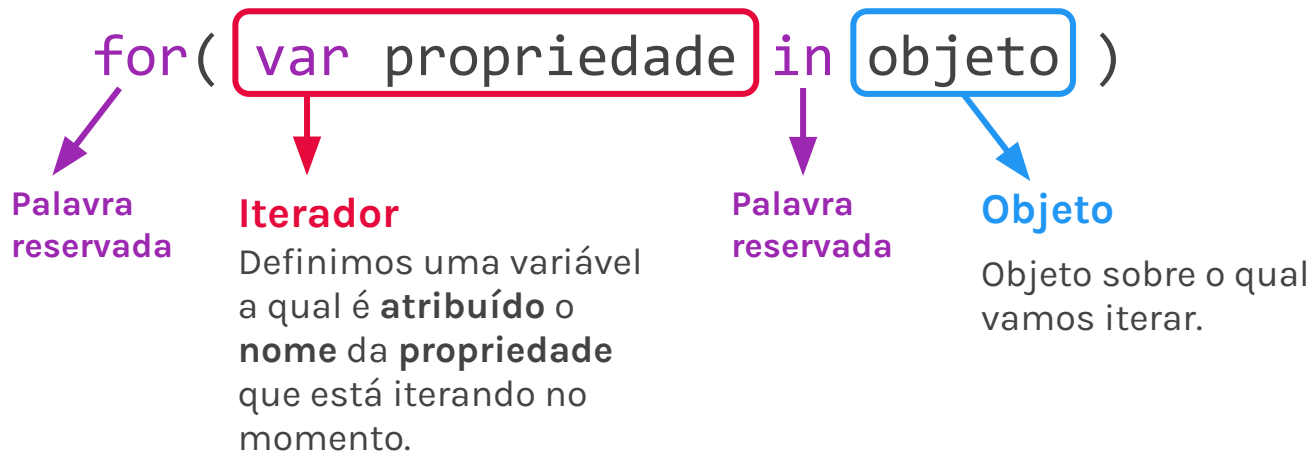 for( var propriedade in objeto )
Palavra
reservada
Iterador
Definimos uma variável
a qual é atribuído o
nome da propriedade
que está iterando no
momento.
Palavra
reservada
Objeto
Objeto sobre o qual
vamos iterar.